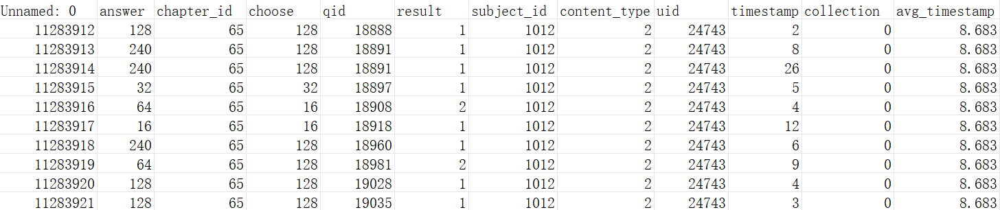 Unnamed: 0 answer chapter_id choose qid result subject_id content_type uid timestamp collection avg_timestamp
11283912 128 65 128 18888 1 1012 2 24743 2 0 8.683
11283913 240 65 128 18891 1 1012 2 24743 8 0 8.683
11283914 240 65 128 18891 1 1012 2 24743 26 0 8.683
11283915 32 65 32 18897 1 1012 2 24743 5 0 8.683
11283916 64 65 16 18908 2 1012 2 24743 4 0 8.683
11283917 16 65 16 18918 1 1012 2 24743 12 0 8.683
11283918 240 65 128 18960 1 1012 2 24743 6 0 8.683
11283919 64 65 128 18981 2 1012 2 24743 9 0 8.683
11283920 128 65 128 19028 1 1012 2 24743 4 0 8.683
11283921 128 65 128 19035 1 1012 2 24743 3 0 8.683